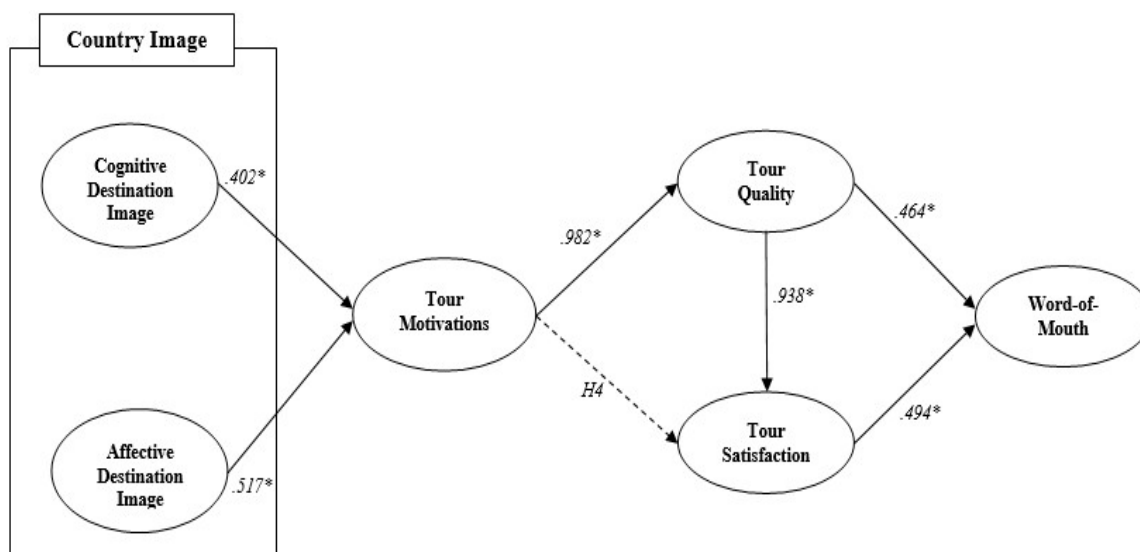 Country Image
Cognitive
Destination
Image
.402*
Tour
Motivations
Affective
Destination
Image
.517*
.982*
H4
Tour
Quality
.938*
Tour
Satisfaction
.464*
.494*
Word-of-
Mouth